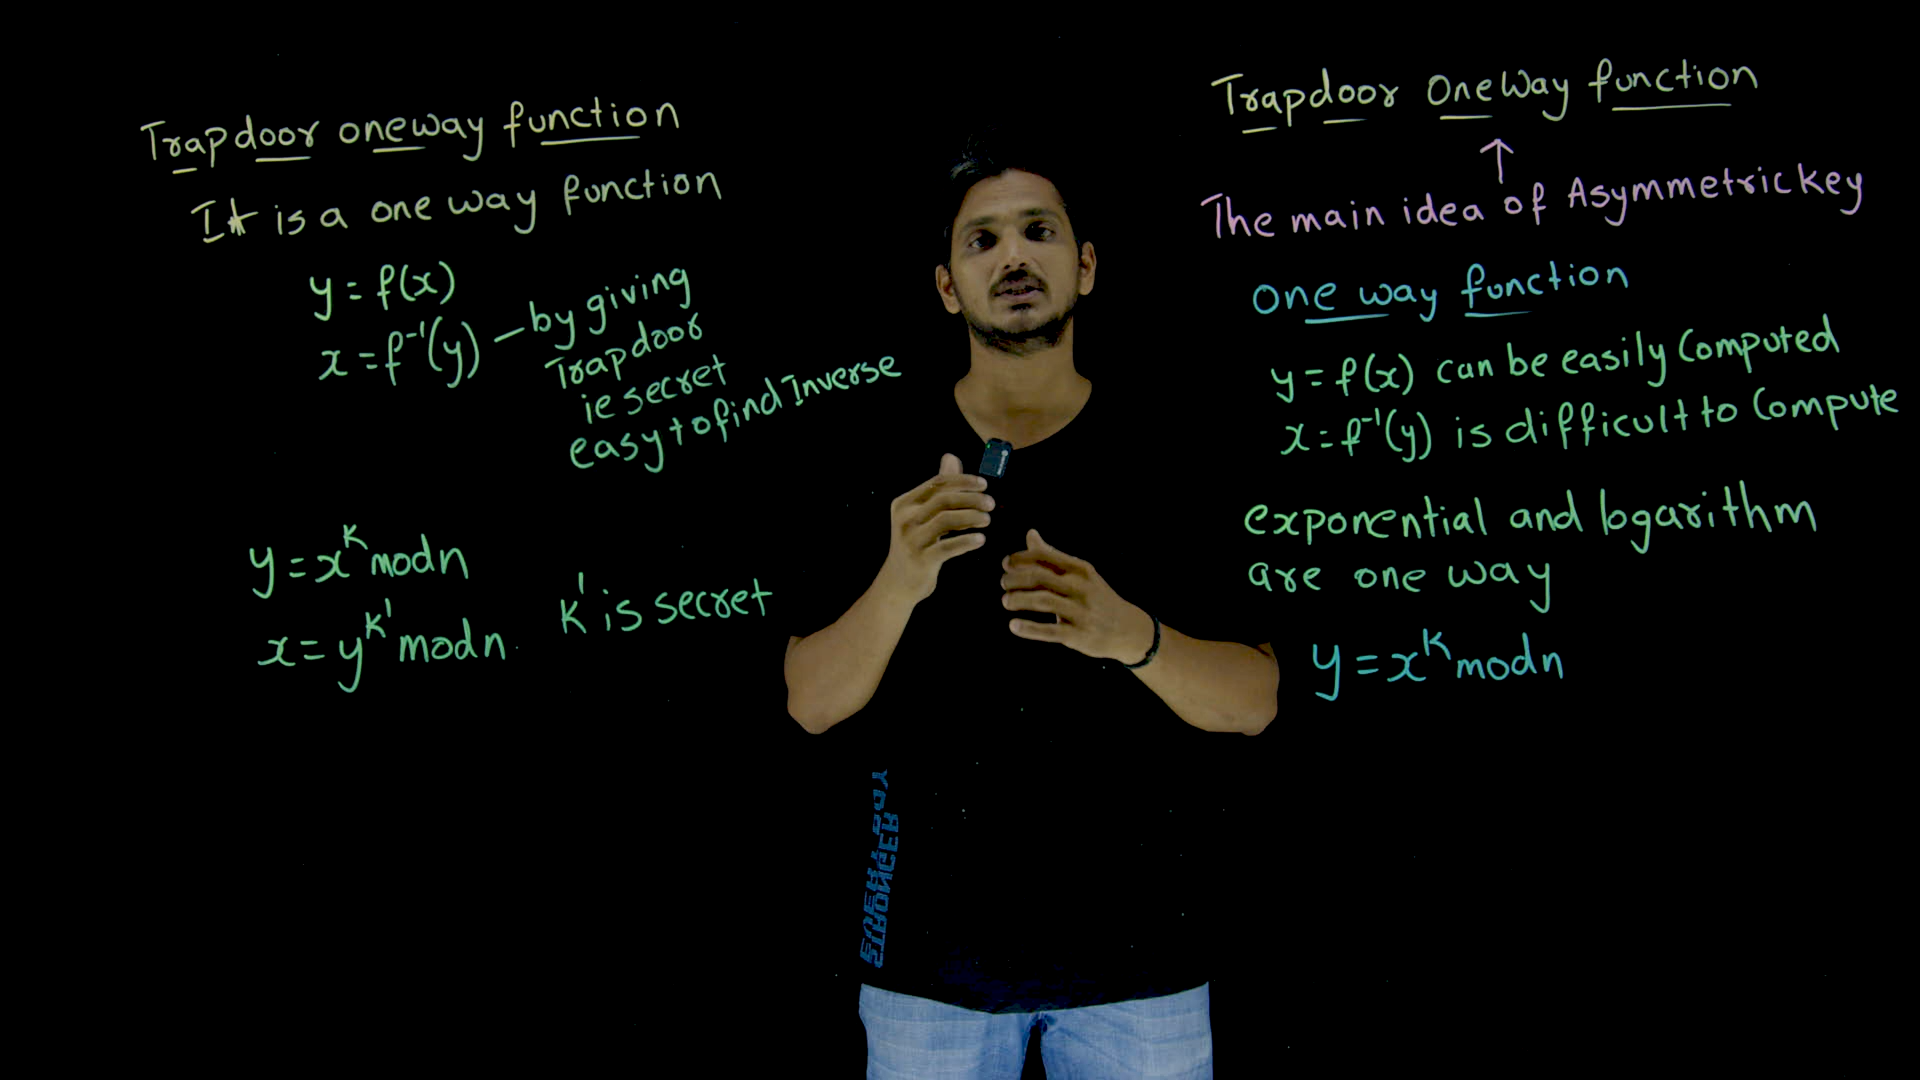 Trapdoor oneway function
It is a one way function
y = f(x)
x = f⁻¹(y) — by giving
Trapdoor
ie secret
easy to find Inverse
y = x^K mod n
x = y^K' mod n
K' is secret
Trapdoor OneWay function
↑
The main idea of Asymmetric key
One way function
y = f(x) can be easily Computed
x = f⁻¹(y) is difficult to Compute
exponential and logarithm
are one way
y = x^K mod n